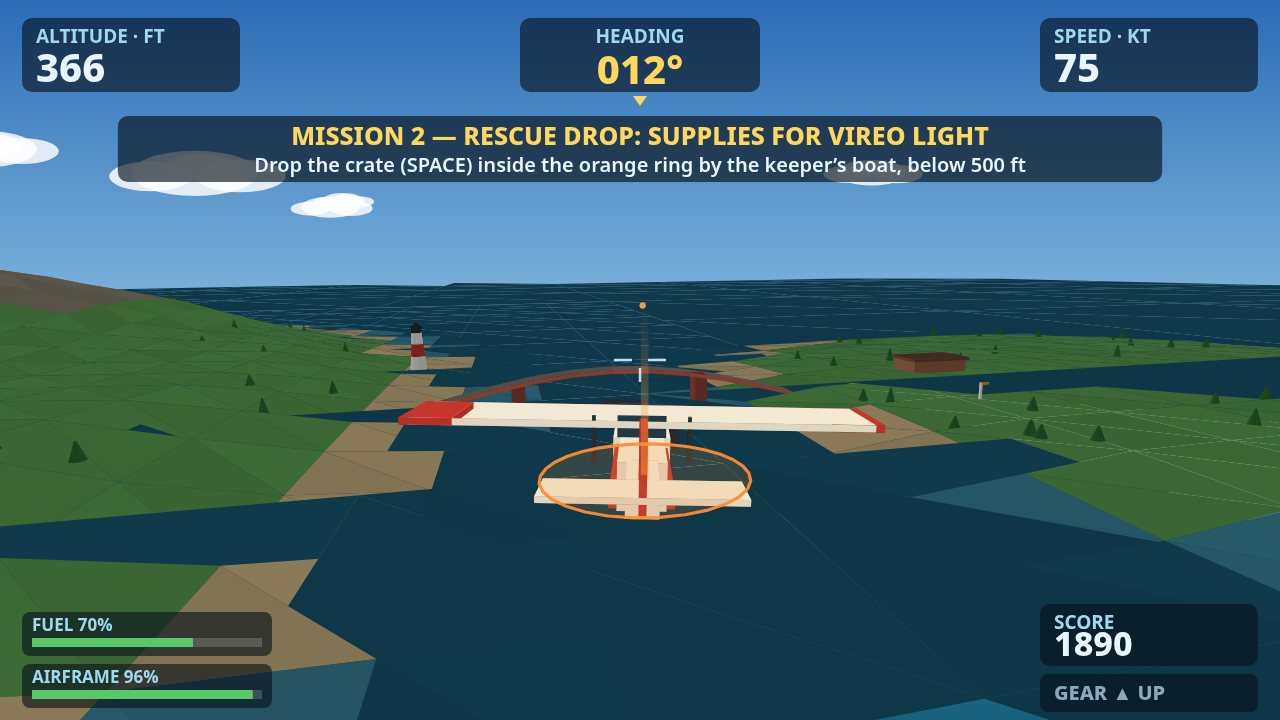 ALTITUDE · FT
366
HEADING
012°
SPEED · KT
75
MISSION 2 — RESCUE DROP: SUPPLIES FOR VIREO LIGHT
Drop the crate (SPACE) inside the orange ring by the keeper’s boat, below 500 ft
FUEL 70%
AIRFRAME 96%
SCORE
1890
GEAR ▲ UP